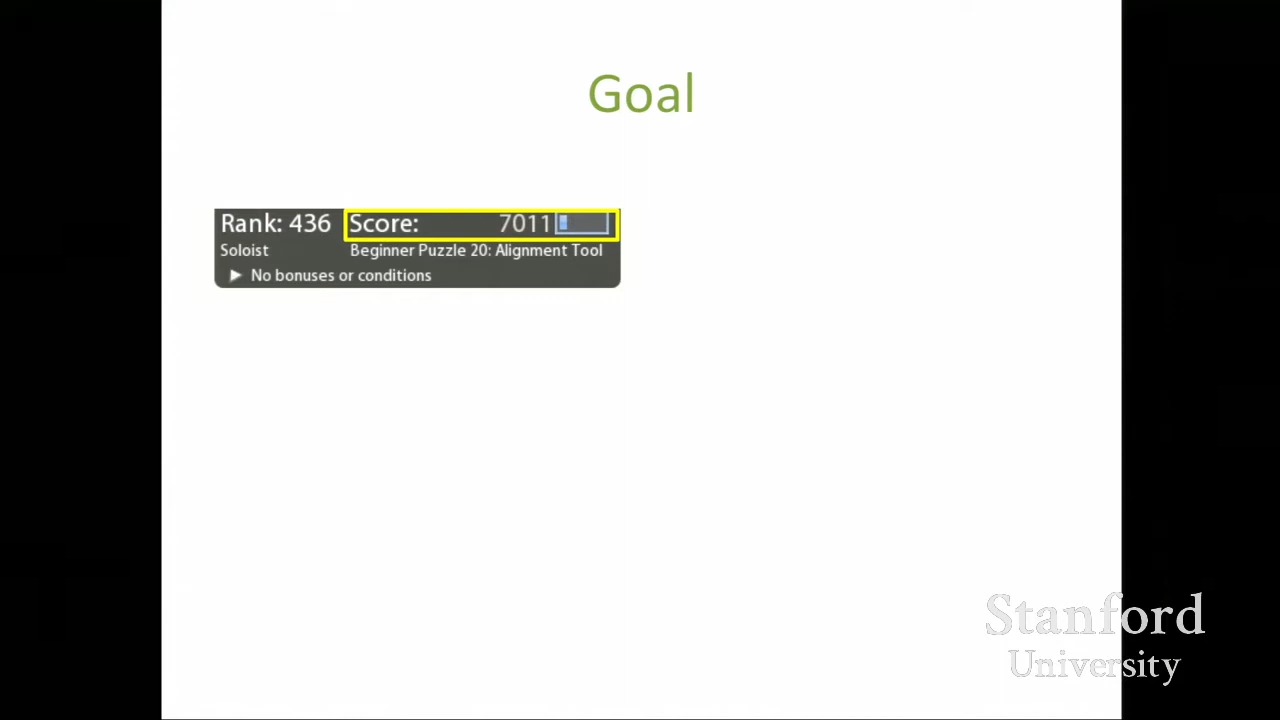 Goal
Rank: 436 Score: 7011
Soloist Beginner Puzzle 20: Alignment Tool
No bonuses or conditions
Stanford
University